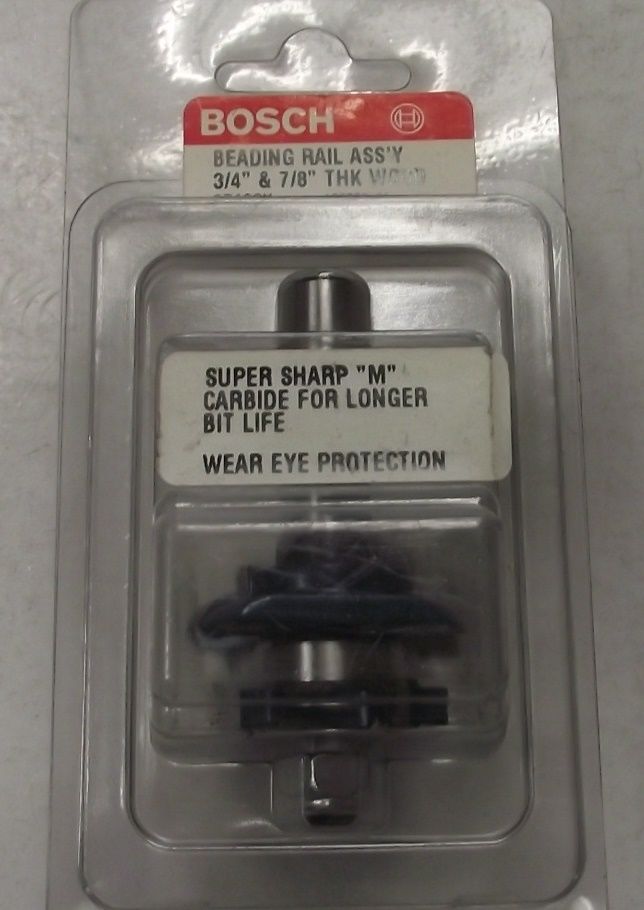 BOSCH
BEADING RAIL ASS'Y
3/4" & 7/8" THK WOOD
SUPER SHARP "M"
CARBIDE FOR LONGER
BIT LIFE
WEAR EYE PROTECTION